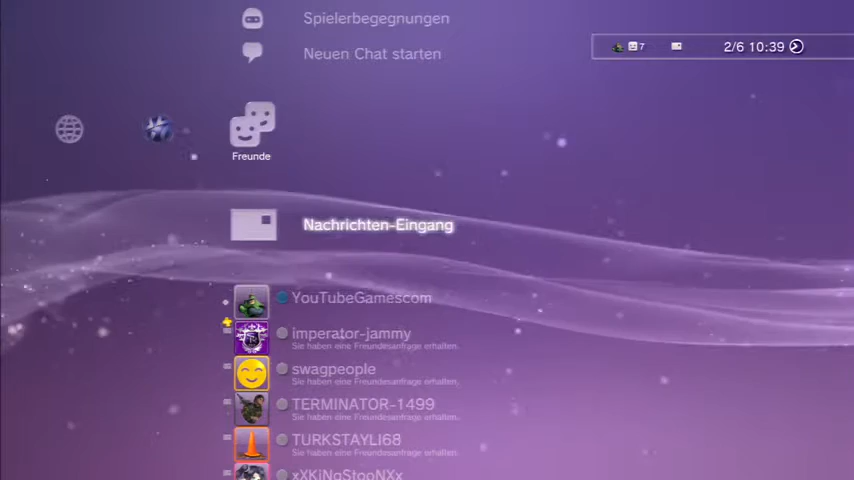 Spielerbegegnungen
Neuen Chat starten
7 2/6 10:39
Freunde
Nachrichten-Eingang
YouTubeGamescom
imperator-jammy
Sie haben eine Freundesanfrage erhalten.
swagpeople
Sie haben eine Freundesanfrage erhalten.
TERMINATOR-1499
Sie haben eine Freundesanfrage erhalten.
TURKSTAYLI68
Sie haben eine Freundesanfrage erhalten.
xXKiNgStooNXx